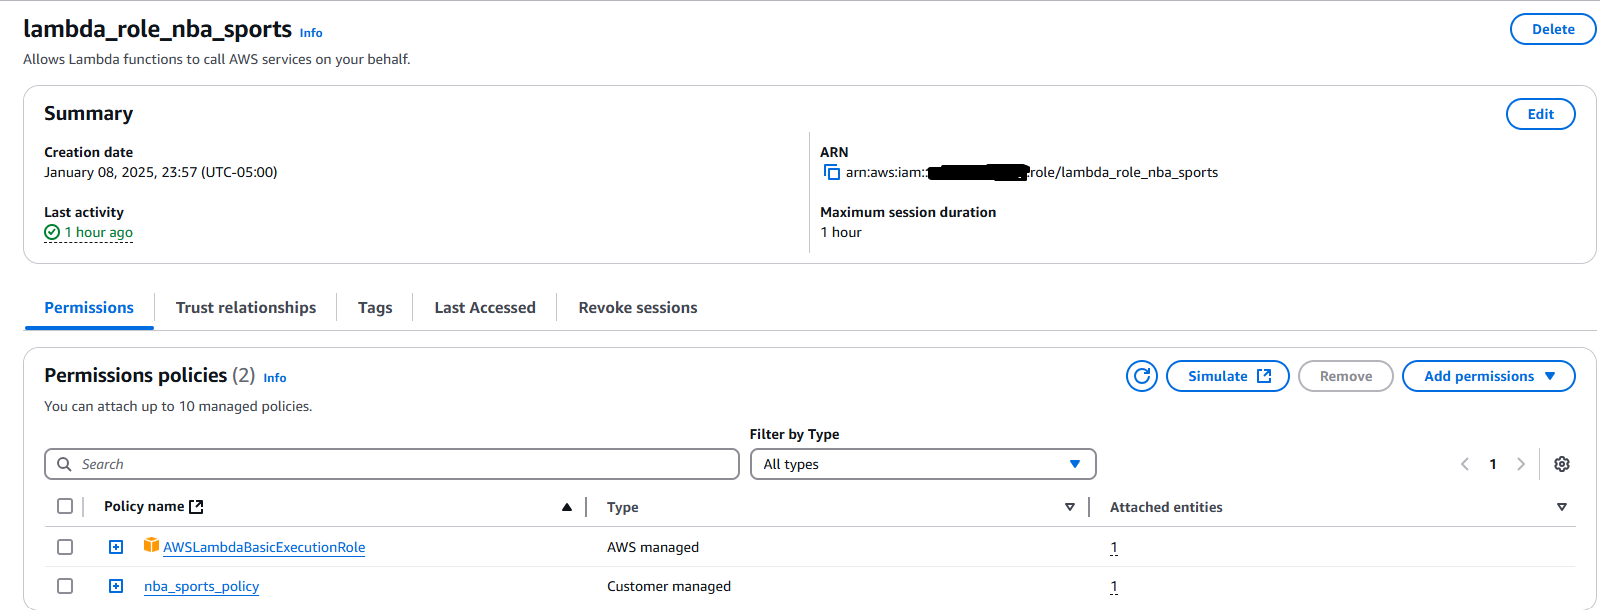 lambda_role_nba_sports Info
Delete
Allows Lambda functions to call AWS services on your behalf.
Summary
Edit
Creation date
January 08, 2025, 23:57 (UTC-05:00)
ARN
arn:aws:iam::role/lambda_role_nba_sports
Last activity
1 hour ago
Maximum session duration
1 hour
Permissions
Trust relationships
Tags
Last Accessed
Revoke sessions
Permissions policies (2) Info
Simulate
Remove
Add permissions
You can attach up to 10 managed policies.
Filter by Type
Search
All types
1
Policy name
Type
Attached entities
AWSLambdaBasicExecutionRole
AWS managed
1
nba_sports_policy
Customer managed
1